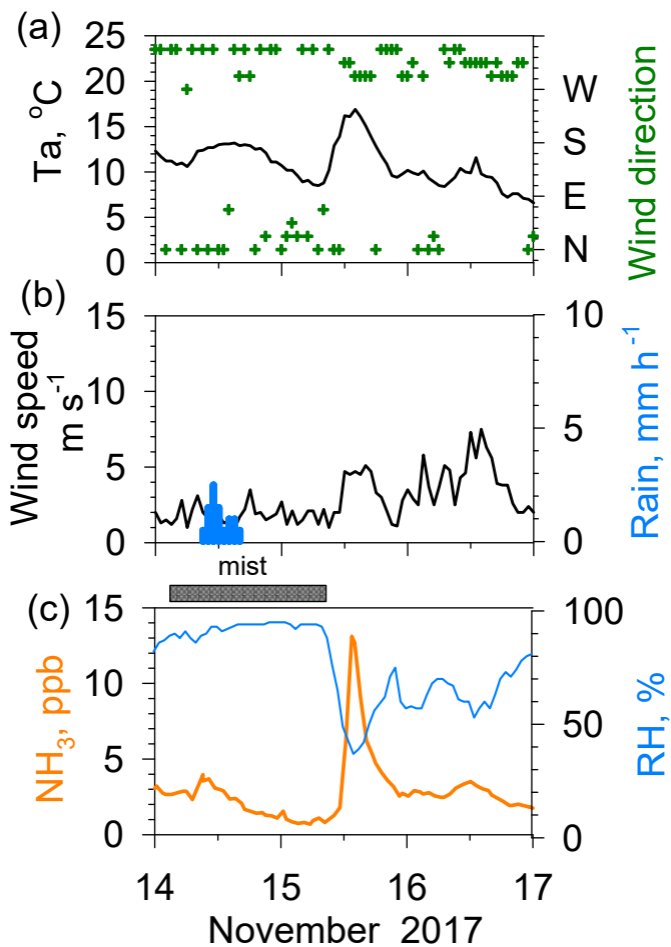 (a)
25
20
15
10
5
0
Ta, °C
W
S
E
N
Wind direction
(b)
15
10
5
0
Wind speed
m s⁻¹
10
5
0
Rain, mm h⁻¹
mist
(c)
15
10
5
0
NH₃, ppb
100
50
0
RH, %
14 15 16 17
November 2017